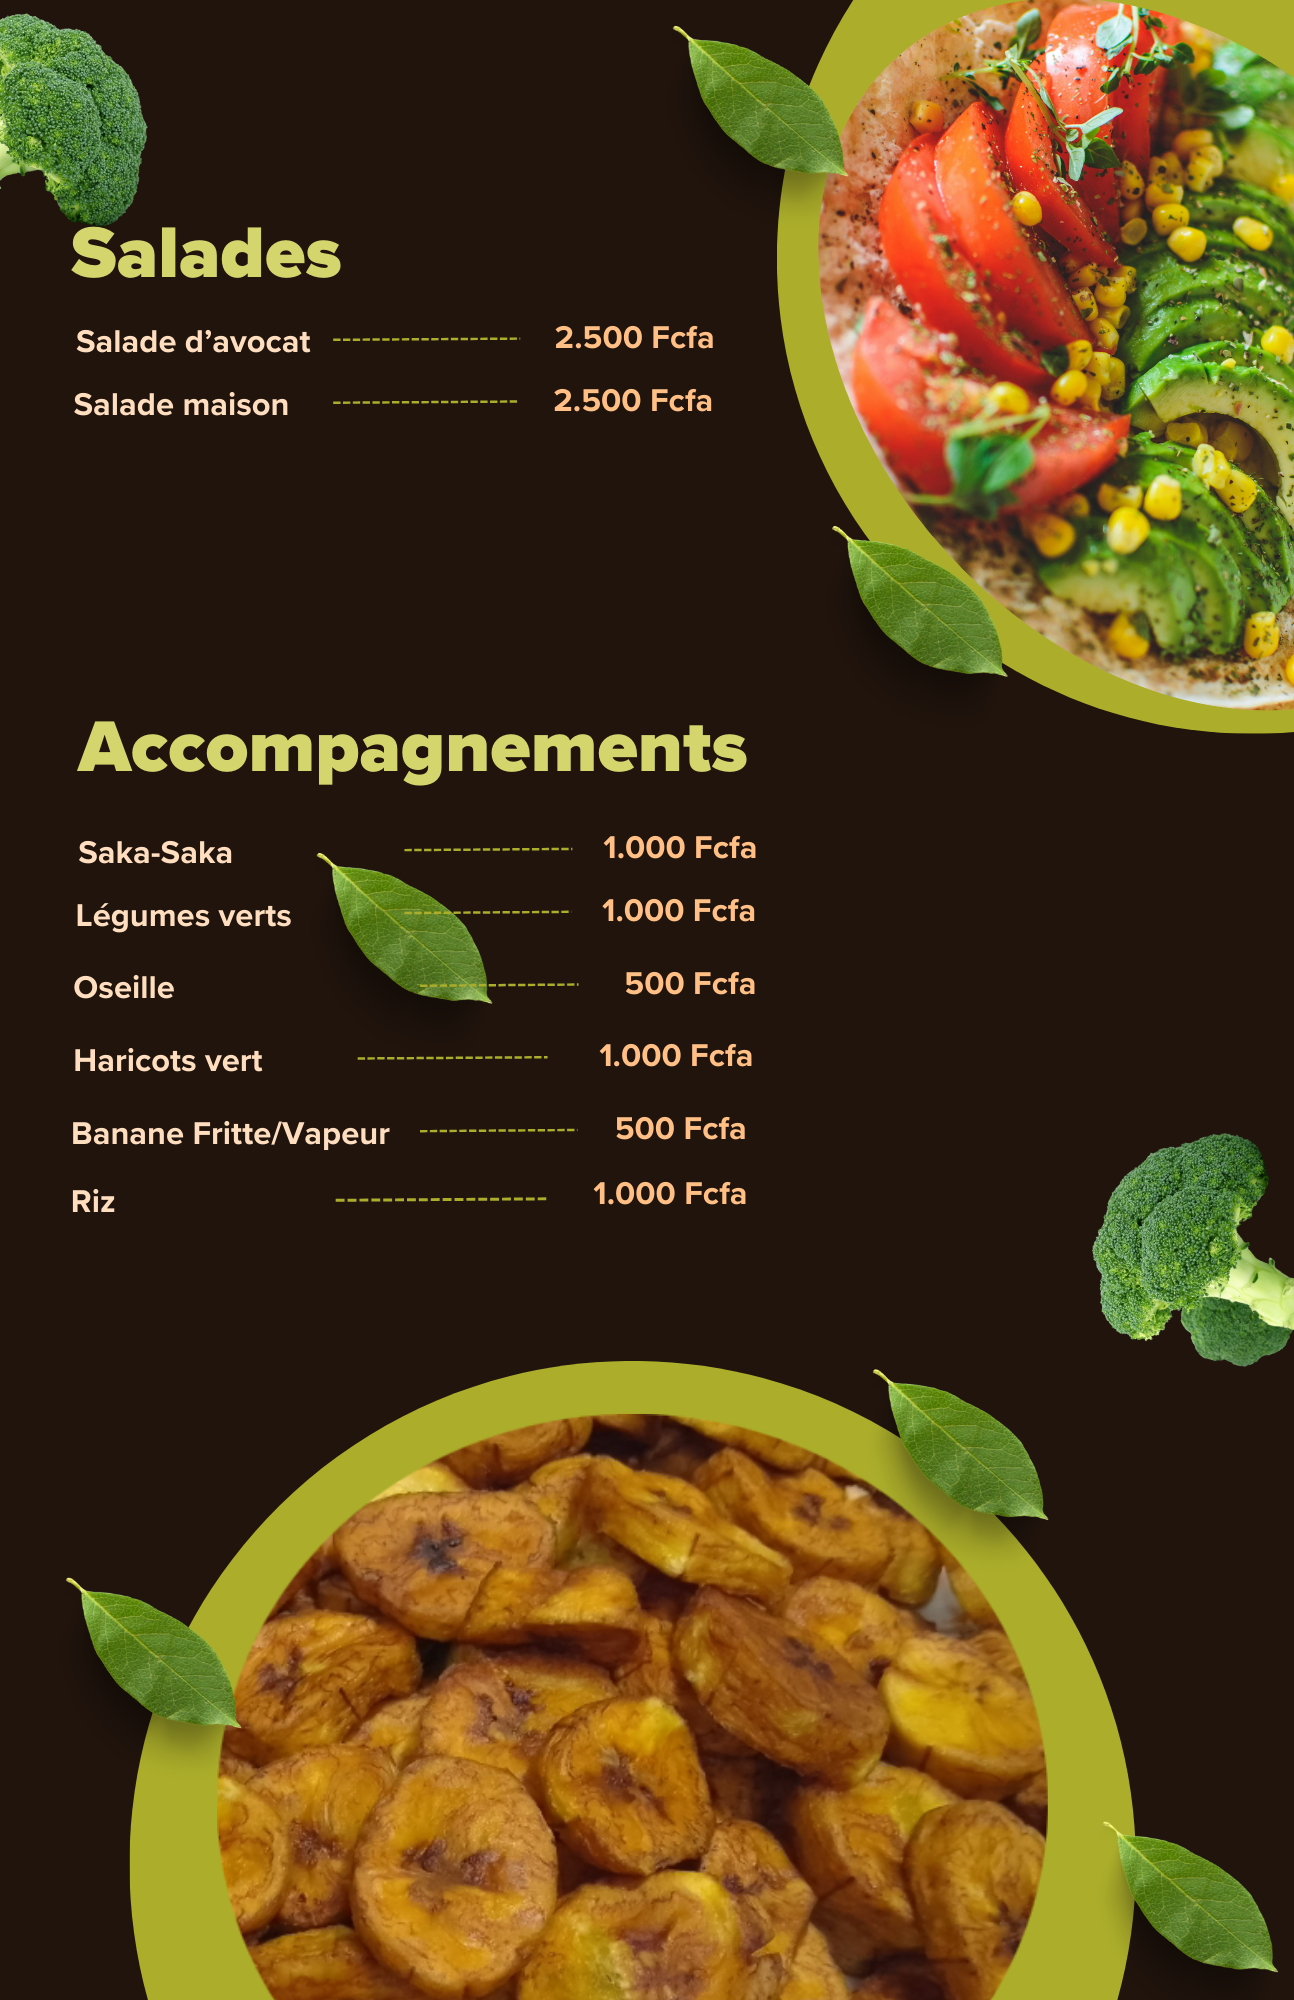 Salades
Salade d’avocat 2.500 Fcfa
Salade maison 2.500 Fcfa
Accompagnements
Saka-Saka 1.000 Fcfa
Légumes verts 1.000 Fcfa
Oseille 500 Fcfa
Haricots vert 1.000 Fcfa
Banane Fritte/Vapeur 500 Fcfa
Riz 1.000 Fcfa